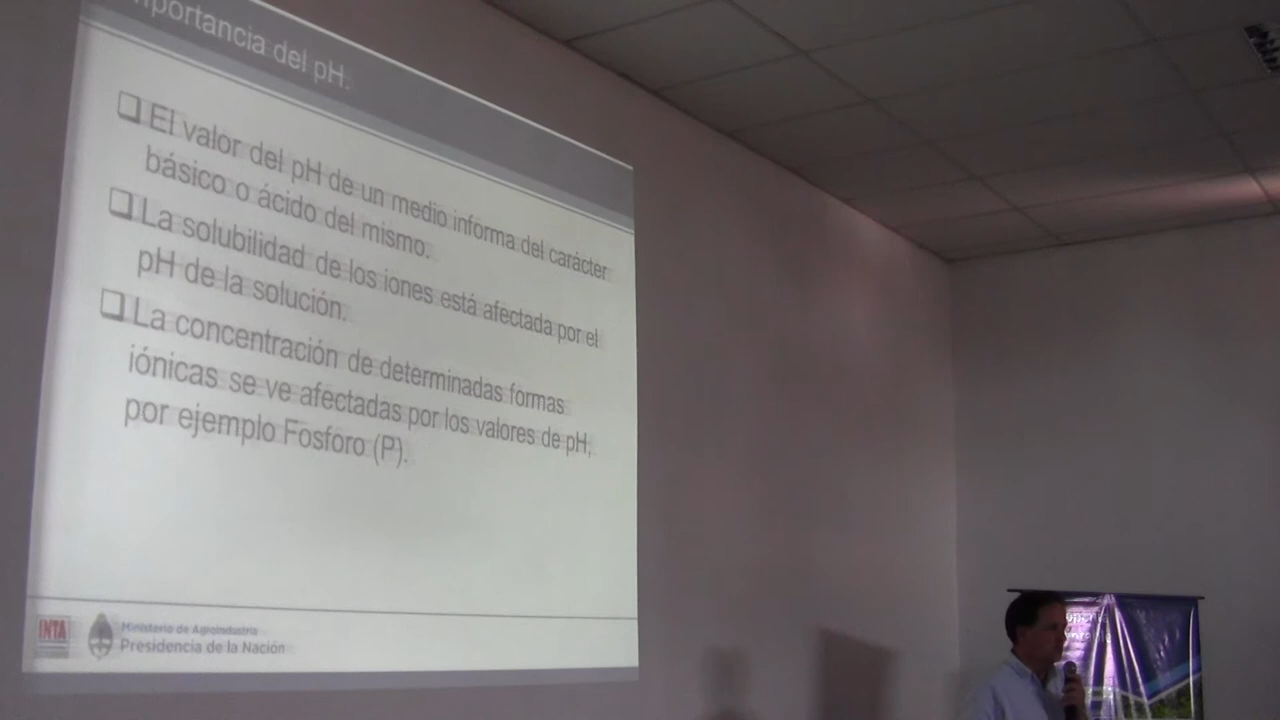 mportancia del pH.
El valor del pH de un medio informa del carácter
básico o ácido del mismo.
La solubilidad de los iones está afectada por el
pH de la solución.
La concentración de determinadas formas
iónicas se ve afectadas por los valores de pH,
por ejemplo Fosforo (P).
INTA
Ministerio de Agroindustria
Presidencia de la Nación